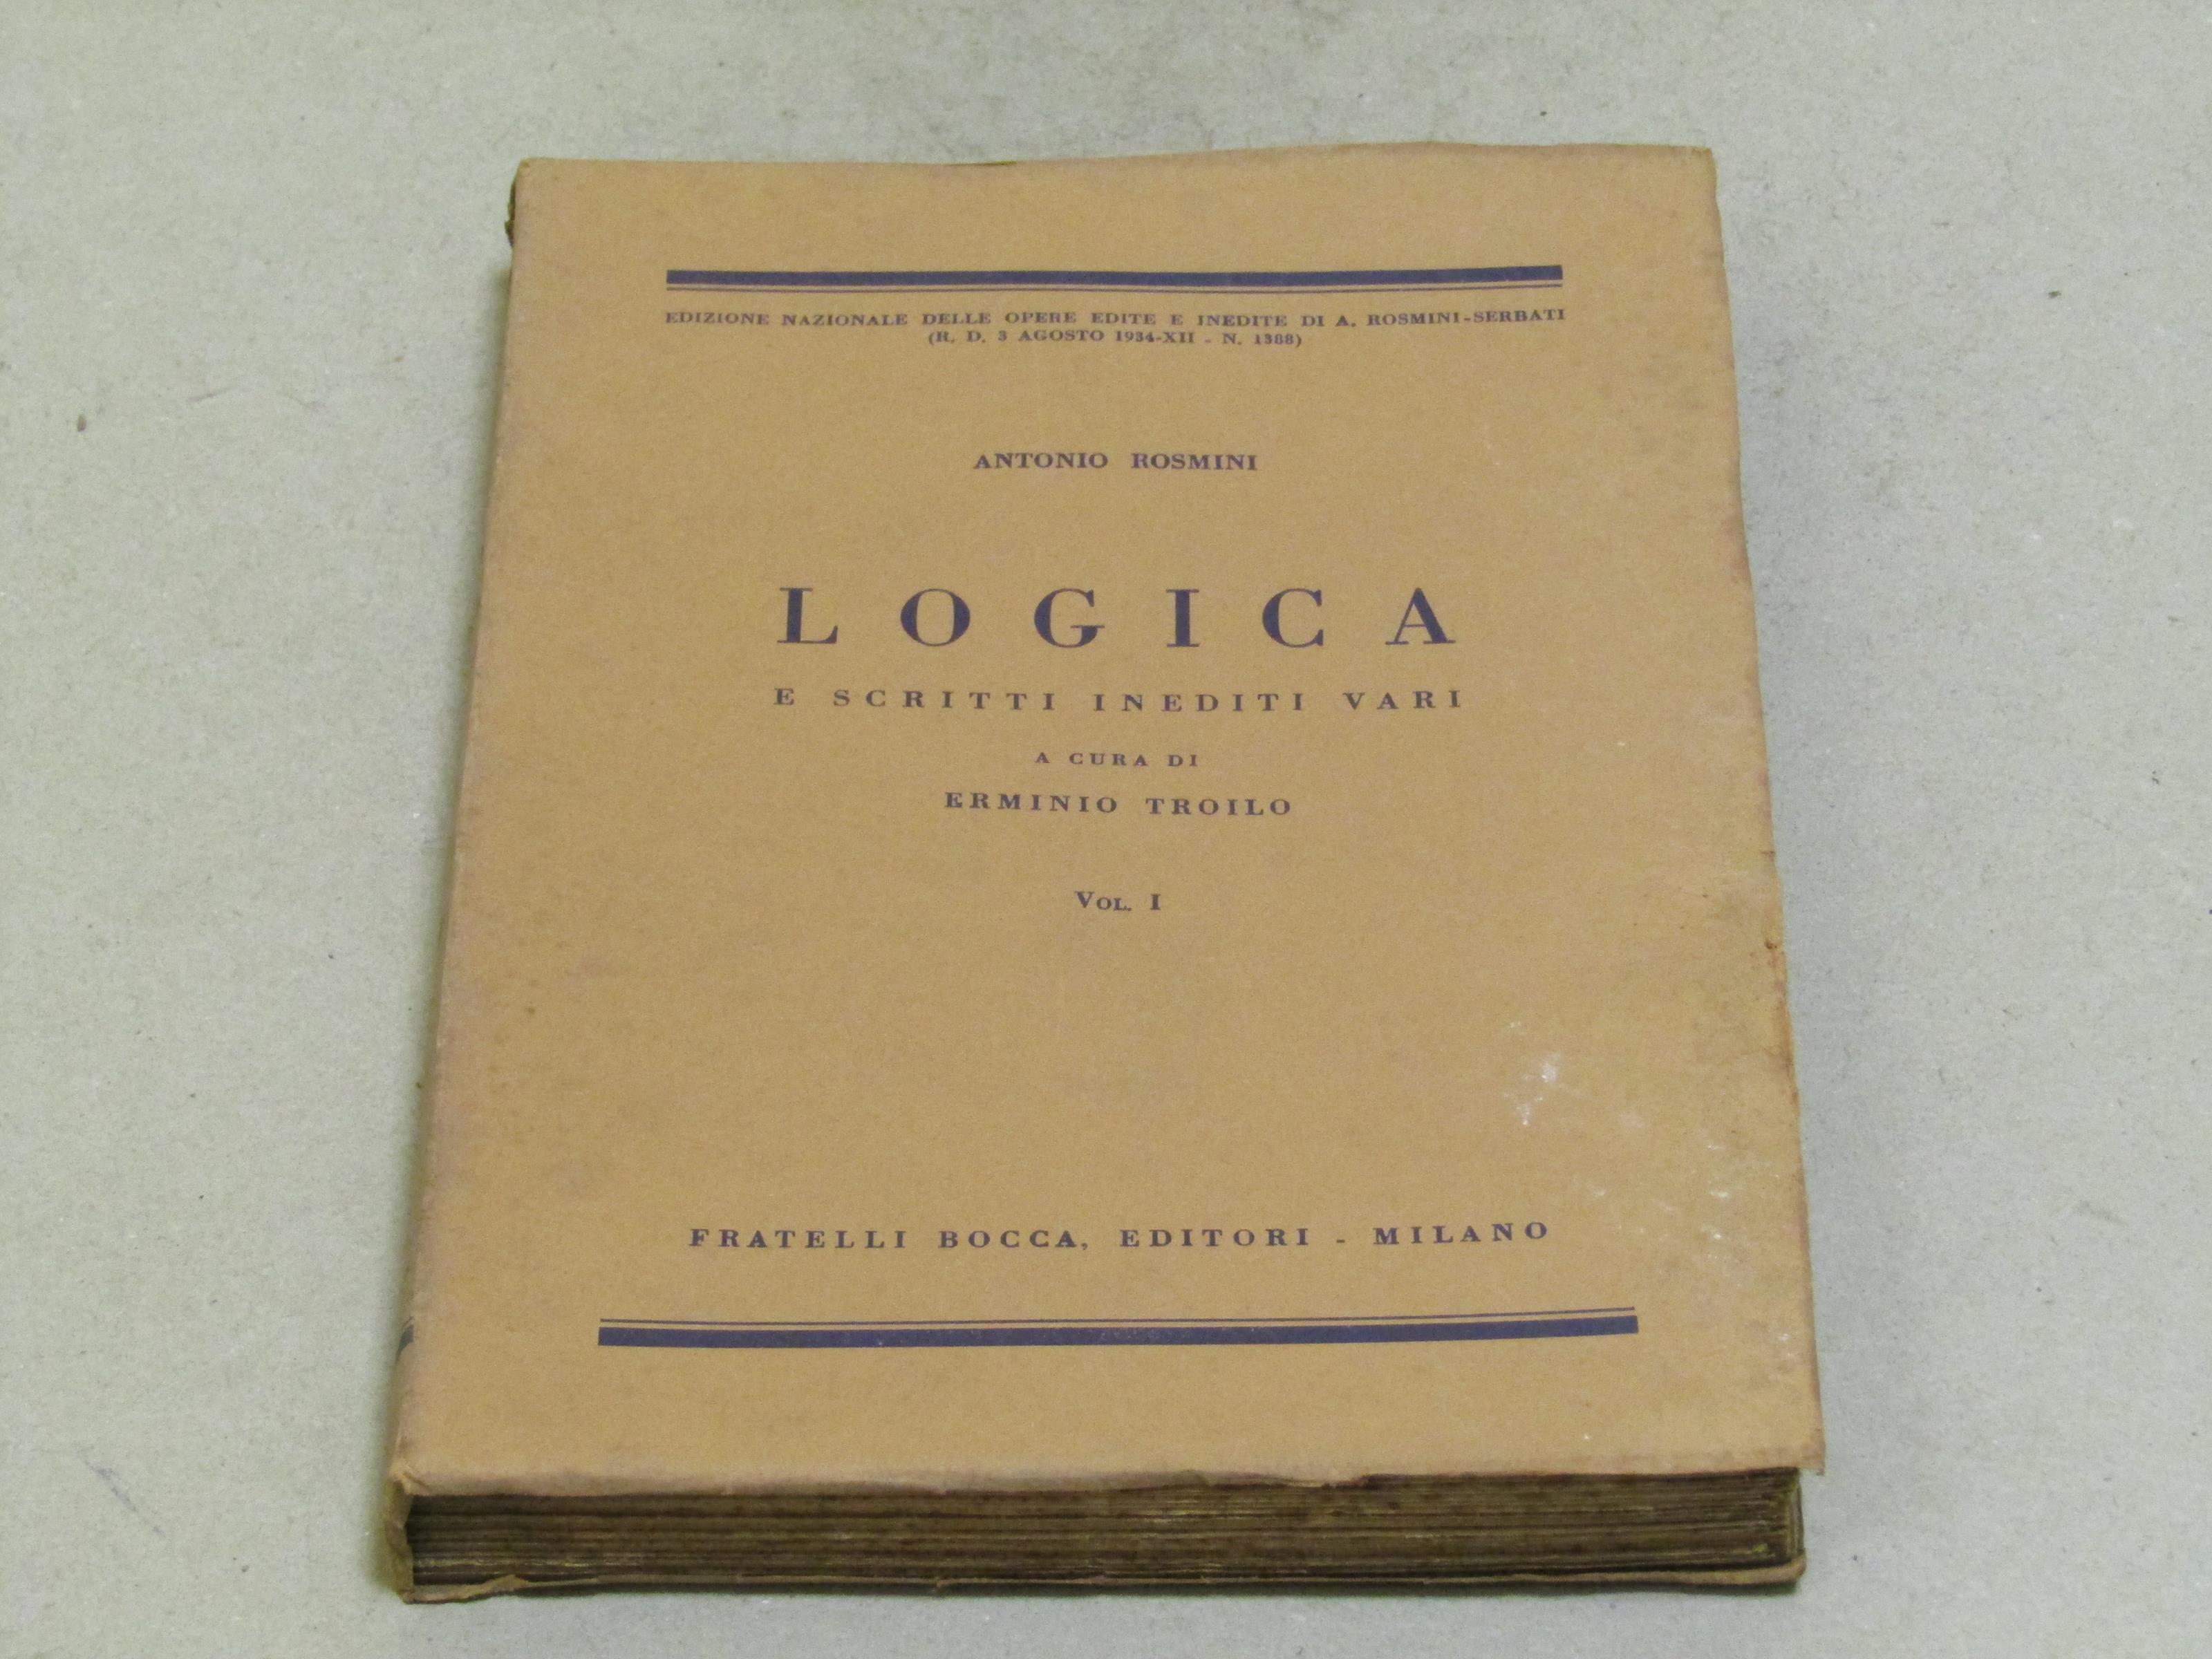 EDIZIONE NAZIONALE DELLE OPERE EDITE E INEDITE DI A. ROSMINI-SERBATI
(R. D. 3 AGOSTO 1934-XII - N. 1388)
ANTONIO ROSMINI
LOGICA
E SCRITTI INEDITI VARI
A CURA DI
ERMINIO TROILO
VOL. I
FRATELLI BOCCA, EDITORI - MILANO